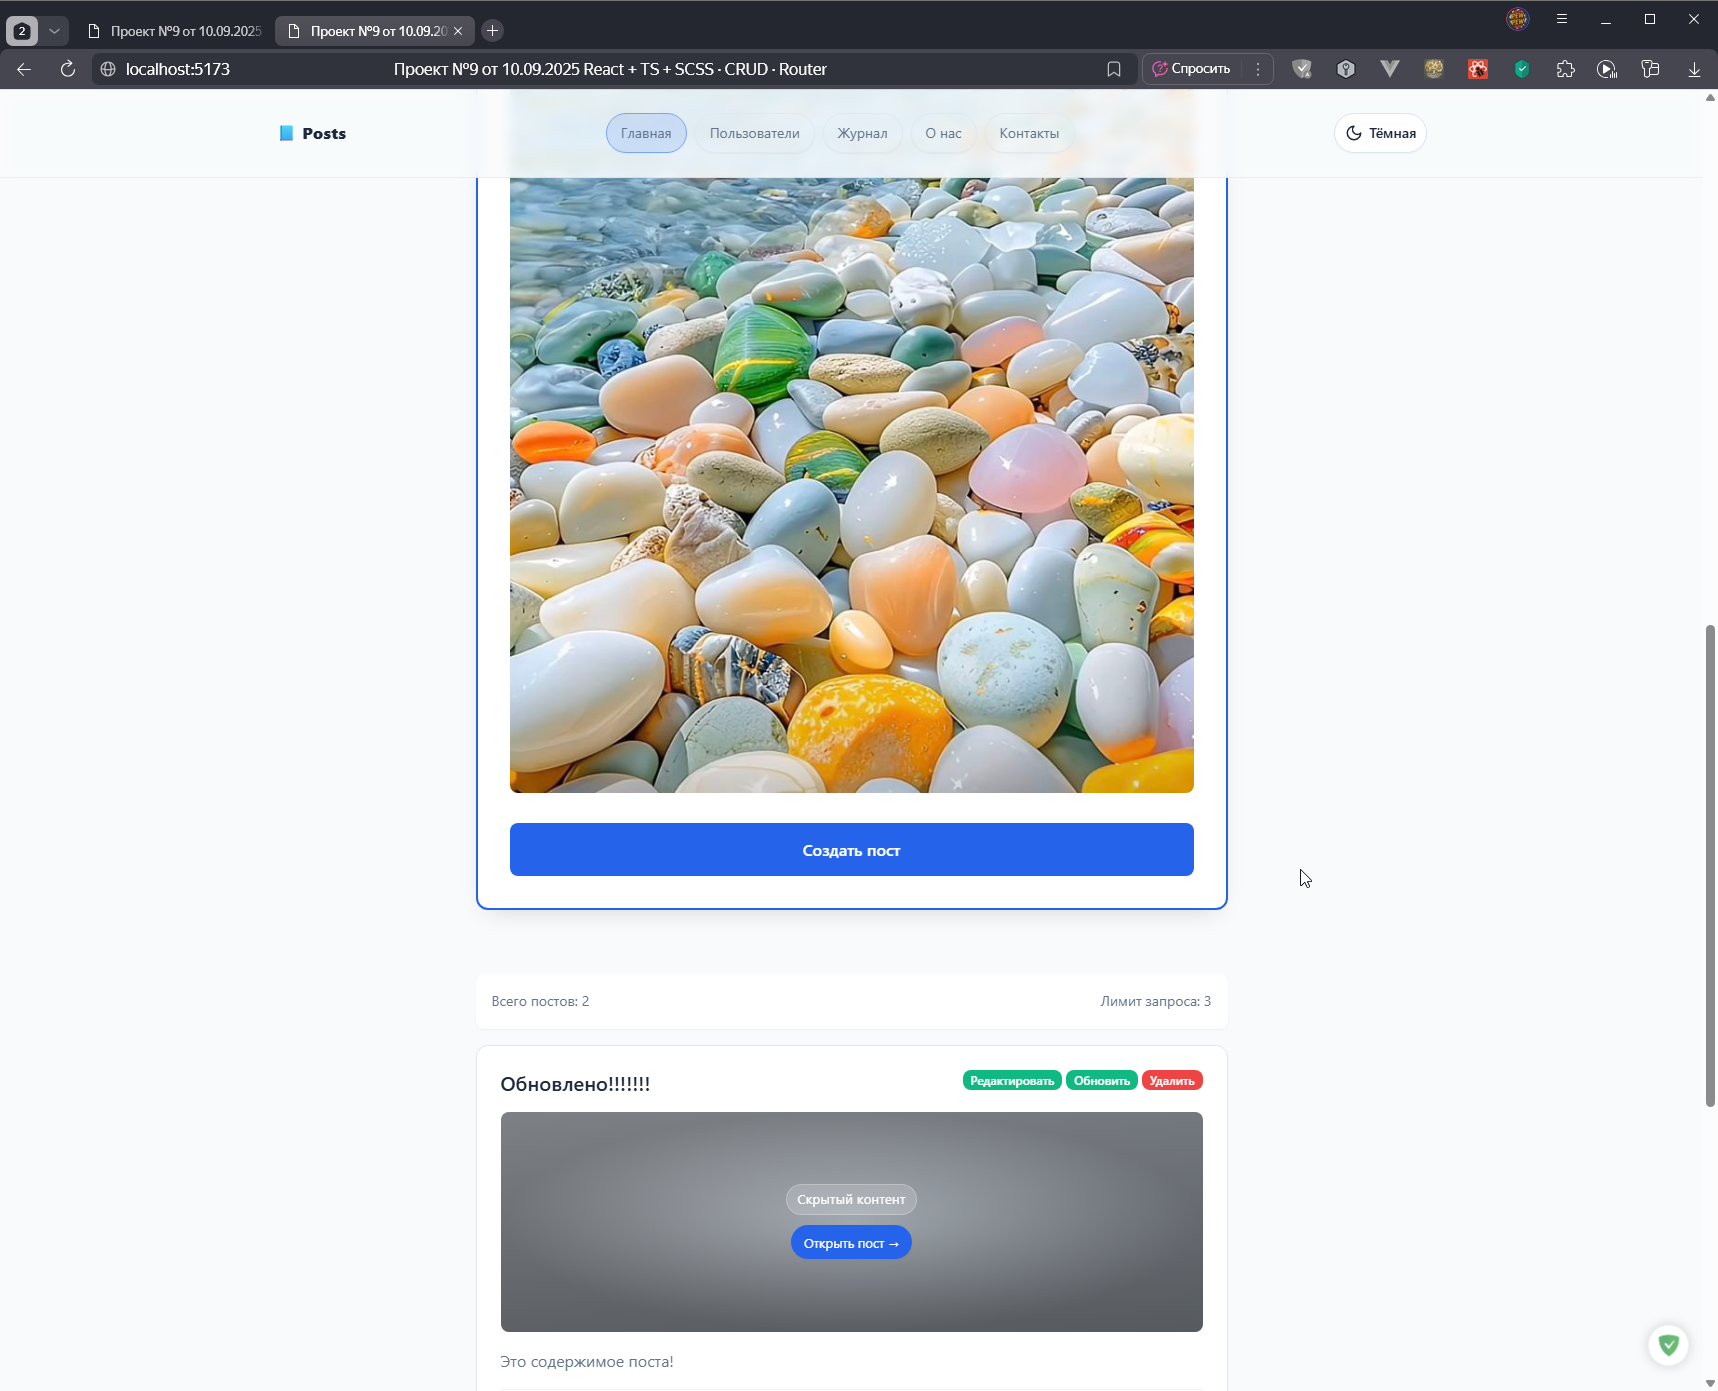 2
Проект №9 от 10.09.2025
Проект №9 от 10.09.20
localhost:5173
Проект №9 от 10.09.2025 React + TS + SCSS · CRUD · Router
Спросить
Posts
Главная
Пользователи
Журнал
О нас
Контакты
Тёмная
Создать пост
Всего постов: 2
Лимит запроса: 3
Обновлено!!!!!!!
Редактировать
Обновить
Удалить
Скрытый контент
Открыть пост →
Это содержимое поста!